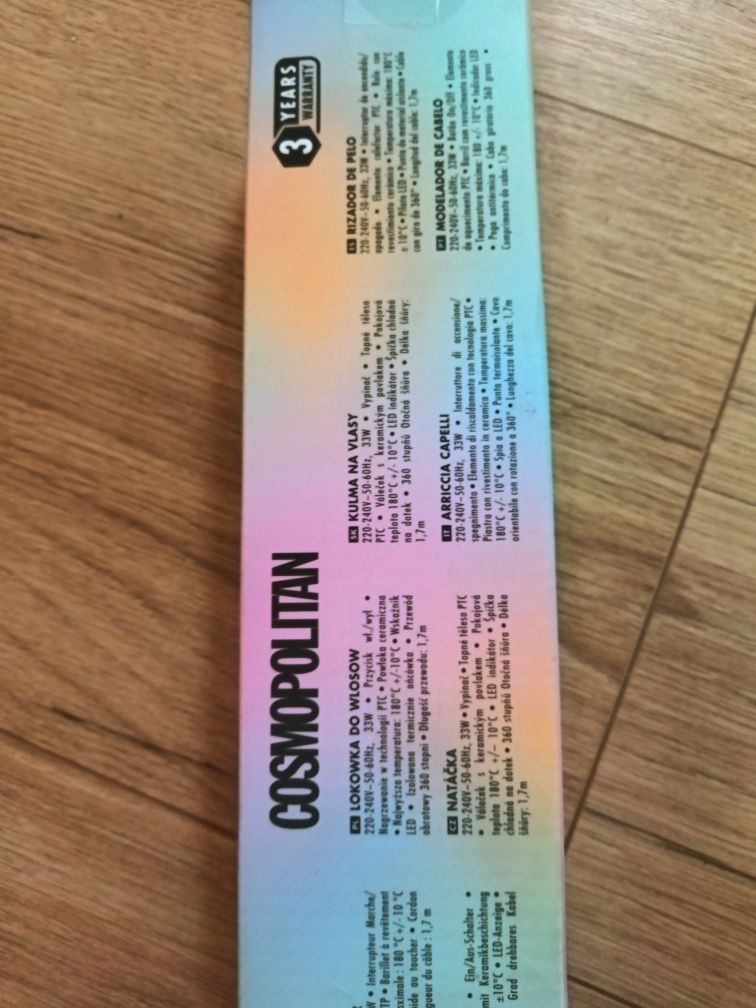 W • Interrupteur Marche/
TP • Barillet à revêtement
ximale : 180 °C +/- 10 °C
ide au toucher • Cordon
gueur du câble : 1,7 m
• Ein/Aus-Schalter •
mit Keramikbeschichtung
±10°C • LED-Anzeige •
Grad drehbares Kabel
COSMOPOLITAN
PL LOKOWKA DO WLOSOW
220-240V~50-60Hz, 33W • Przycisk wł./wył •
Nagrzewanie w technologii PTC • Powłoka ceramiczna
• Najwyższa temperatura: 180°C +/-10°C • Wskaźnik
LED • Izolowana termicznie ońcówka • Przewód
obrotowy 360 stopni • Długość przewodu: 1,7m
CZ NATÁČKA
220-240V~50-60Hz, 33W • Vypínač • Topné těleso PTC
• Váleček s keramickým povlakem • Pokojová
teplota 180°C +/- 10°C • LED indikátor • Špička
chladná na dotek • 360 stupňů Otočná šňůra • Délka
šňůry: 1,7m
SK KULMA NA VLASY
220-240V~50-60Hz, 33W • Vypínač • Topné těleso
PTC • Váleček s keramickým povlakem • Pokojová
teplota 180°C +/- 10°C • LED indikátor • Špička chladná
na dotek • 360 stupňů Otočná šňůra • Délka šňůry:
1,7m
IT ARRICCIA CAPELLI
220-240V~50-60Hz, 33W • Interruttore di accensione/
spegnimento • Elemento di riscaldamento con tecnologia PTC •
Piastra con rivestimento in ceramica • Temperatura massima:
180°C +/- 10°C • Spia a LED • Punta termoisolante • Cavo
orientabile con rotazione a 360° • Lunghezza del cavo: 1,7m
3 YEARS
WARRANTY
ES RIZADOR DE PELO
220-240V~50-60Hz, 33W • Interruptor de encendido/
apagado • Elemento calefactor PTC • Rulo con
revestimiento cerámico • Temperatura máxima: 180°C
± 10°C • Piloto LED • Punta de material aislante • Cable
con giro de 360° • Longitud del cable: 1,7m
PT MODELADOR DE CABELO
220-240V~50-60Hz, 33W • Botão On/Off • Elemento
de aquecimento PTC • Barril com revestimento cerâmico
• Temperatura máxima: 180 +/- 10°C • Indicador LED
• Pega antitérmica • Cabo giratório 360 graus •
Comprimento do cabo: 1,7m